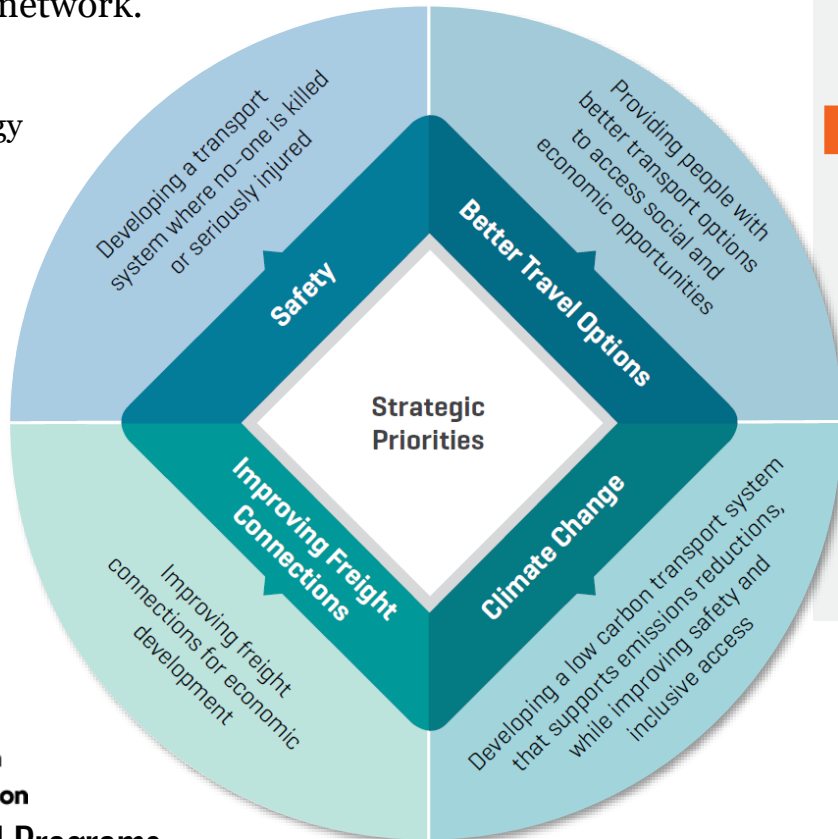 network.
gy
Developing a transport
system where no-one is killed
or seriously injured
Safety
Providing people with
better transport options
to access social and
economic opportunities
Better Travel Options
Strategic
Priorities
Improving Freight
Connections
Improving freight
connections for economic
development
Climate Change
Developing a low carbon transport system
that supports emissions reductions,
while improving safety and
inclusive access
on